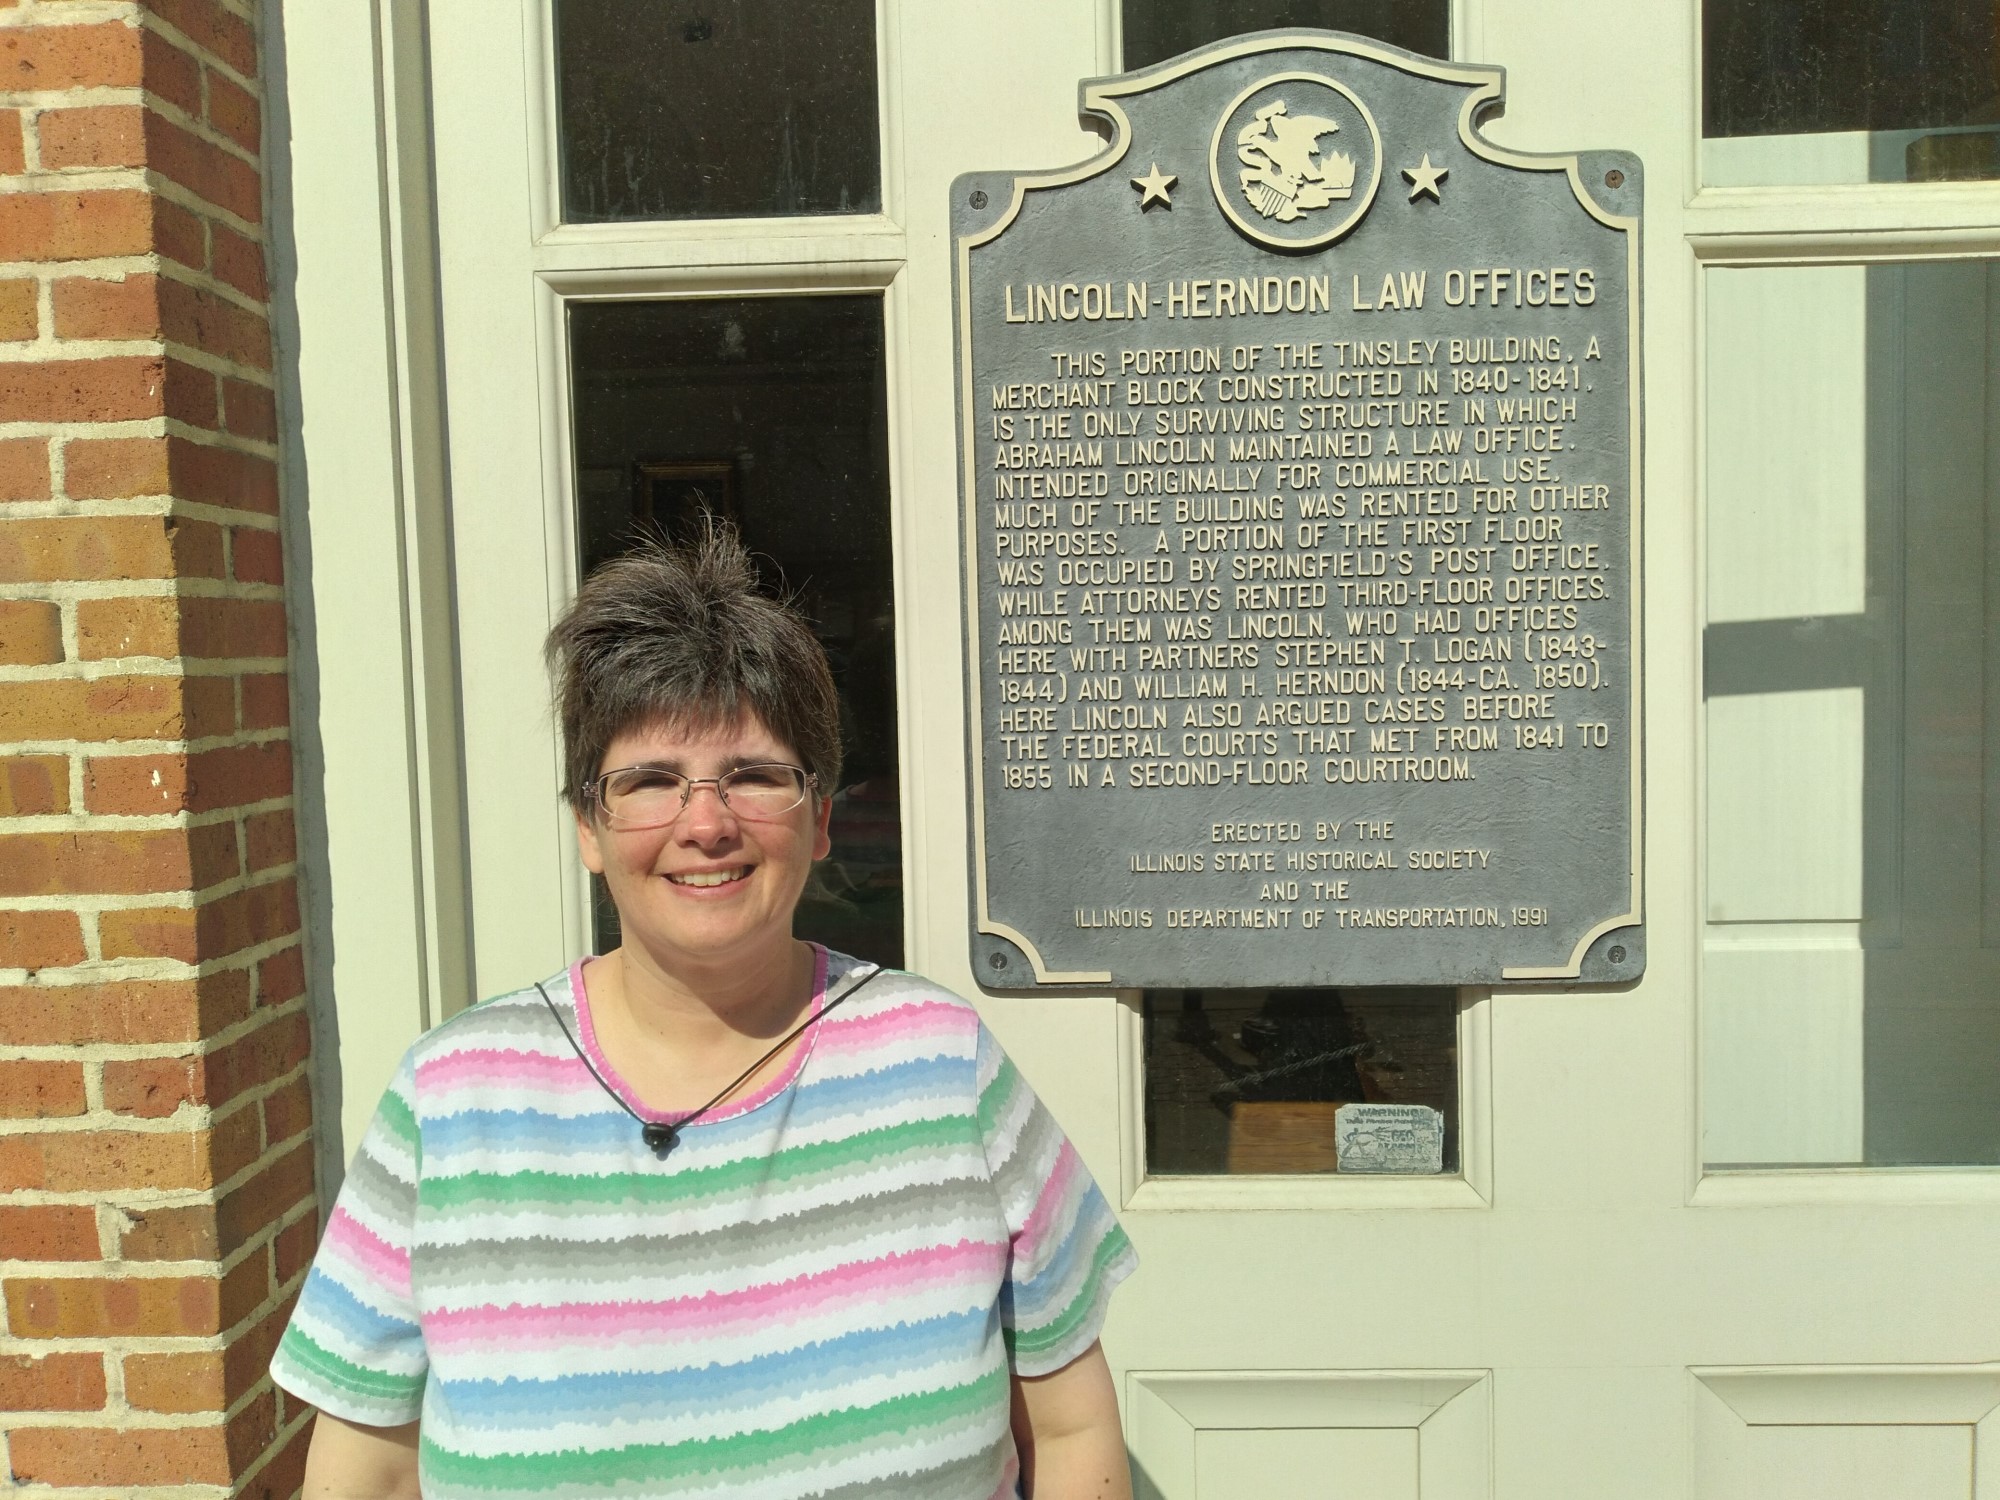 LINCOLN-HERNDON LAW OFFICES
THIS PORTION OF THE TINSLEY BUILDING, A
MERCHANT BLOCK CONSTRUCTED IN 1840-1841,
IS THE ONLY SURVIVING STRUCTURE IN WHICH
ABRAHAM LINCOLN MAINTAINED A LAW OFFICE.
INTENDED ORIGINALLY FOR COMMERCIAL USE,
MUCH OF THE BUILDING WAS RENTED FOR OTHER
PURPOSES. A PORTION OF THE FIRST FLOOR
WAS OCCUPIED BY SPRINGFIELD'S POST OFFICE,
WHILE ATTORNEYS RENTED THIRD-FLOOR OFFICES.
AMONG THEM WAS LINCOLN, WHO HAD OFFICES
HERE WITH PARTNERS STEPHEN T. LOGAN (1843-
1844) AND WILLIAM H. HERNDON (1844-CA. 1850).
HERE LINCOLN ALSO ARGUED CASES BEFORE
THE FEDERAL COURTS THAT MET FROM 1841 TO
1855 IN A SECOND-FLOOR COURTROOM.
ERECTED BY THE
ILLINOIS STATE HISTORICAL SOCIETY
AND THE
ILLINOIS DEPARTMENT OF TRANSPORTATION, 1991
WARNING